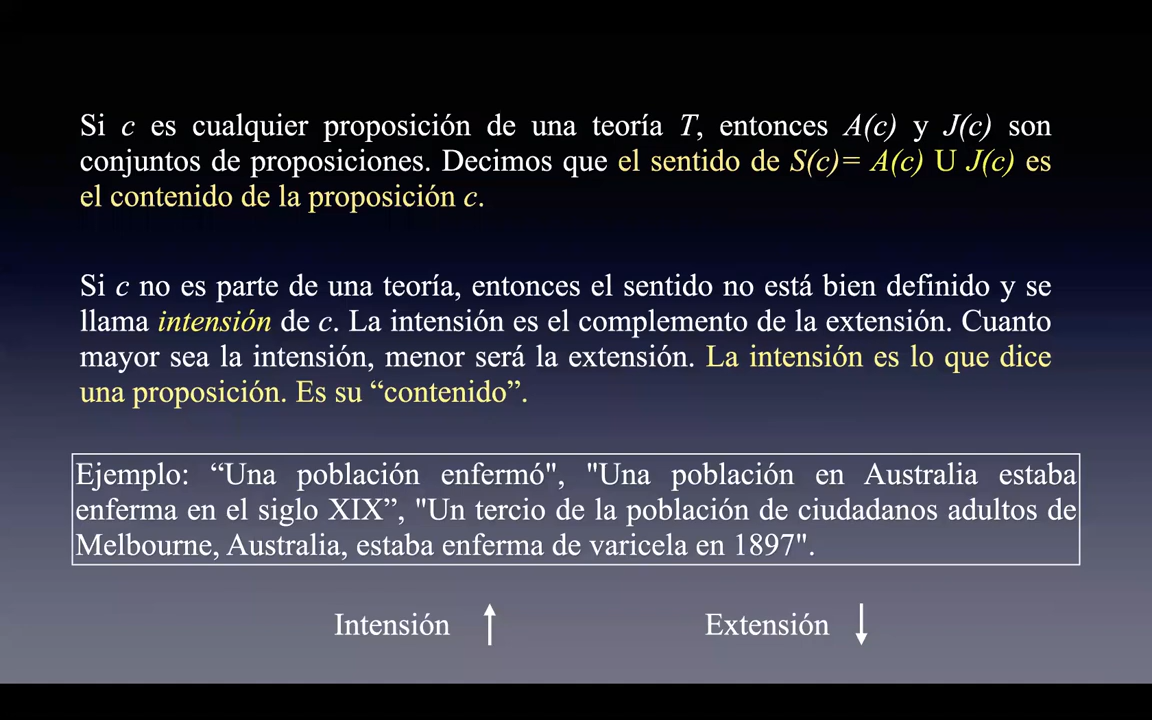 Si c es cualquier proposición de una teoría T, entonces A(c) y J(c) son
conjuntos de proposiciones. Decimos que el sentido de S(c)= A(c) U J(c) es
el contenido de la proposición c.
Si c no es parte de una teoría, entonces el sentido no está bien definido y se
llama intensión de c. La intensión es el complemento de la extensión. Cuanto
mayor sea la intensión, menor será la extensión. La intensión es lo que dice
una proposición. Es su “contenido”.
Ejemplo: “Una población enfermó", "Una población en Australia estaba
enferma en el siglo XIX”, "Un tercio de la población de ciudadanos adultos de
Melbourne, Australia, estaba enferma de varicela en 1897".
Intensión ↑ Extensión ↓